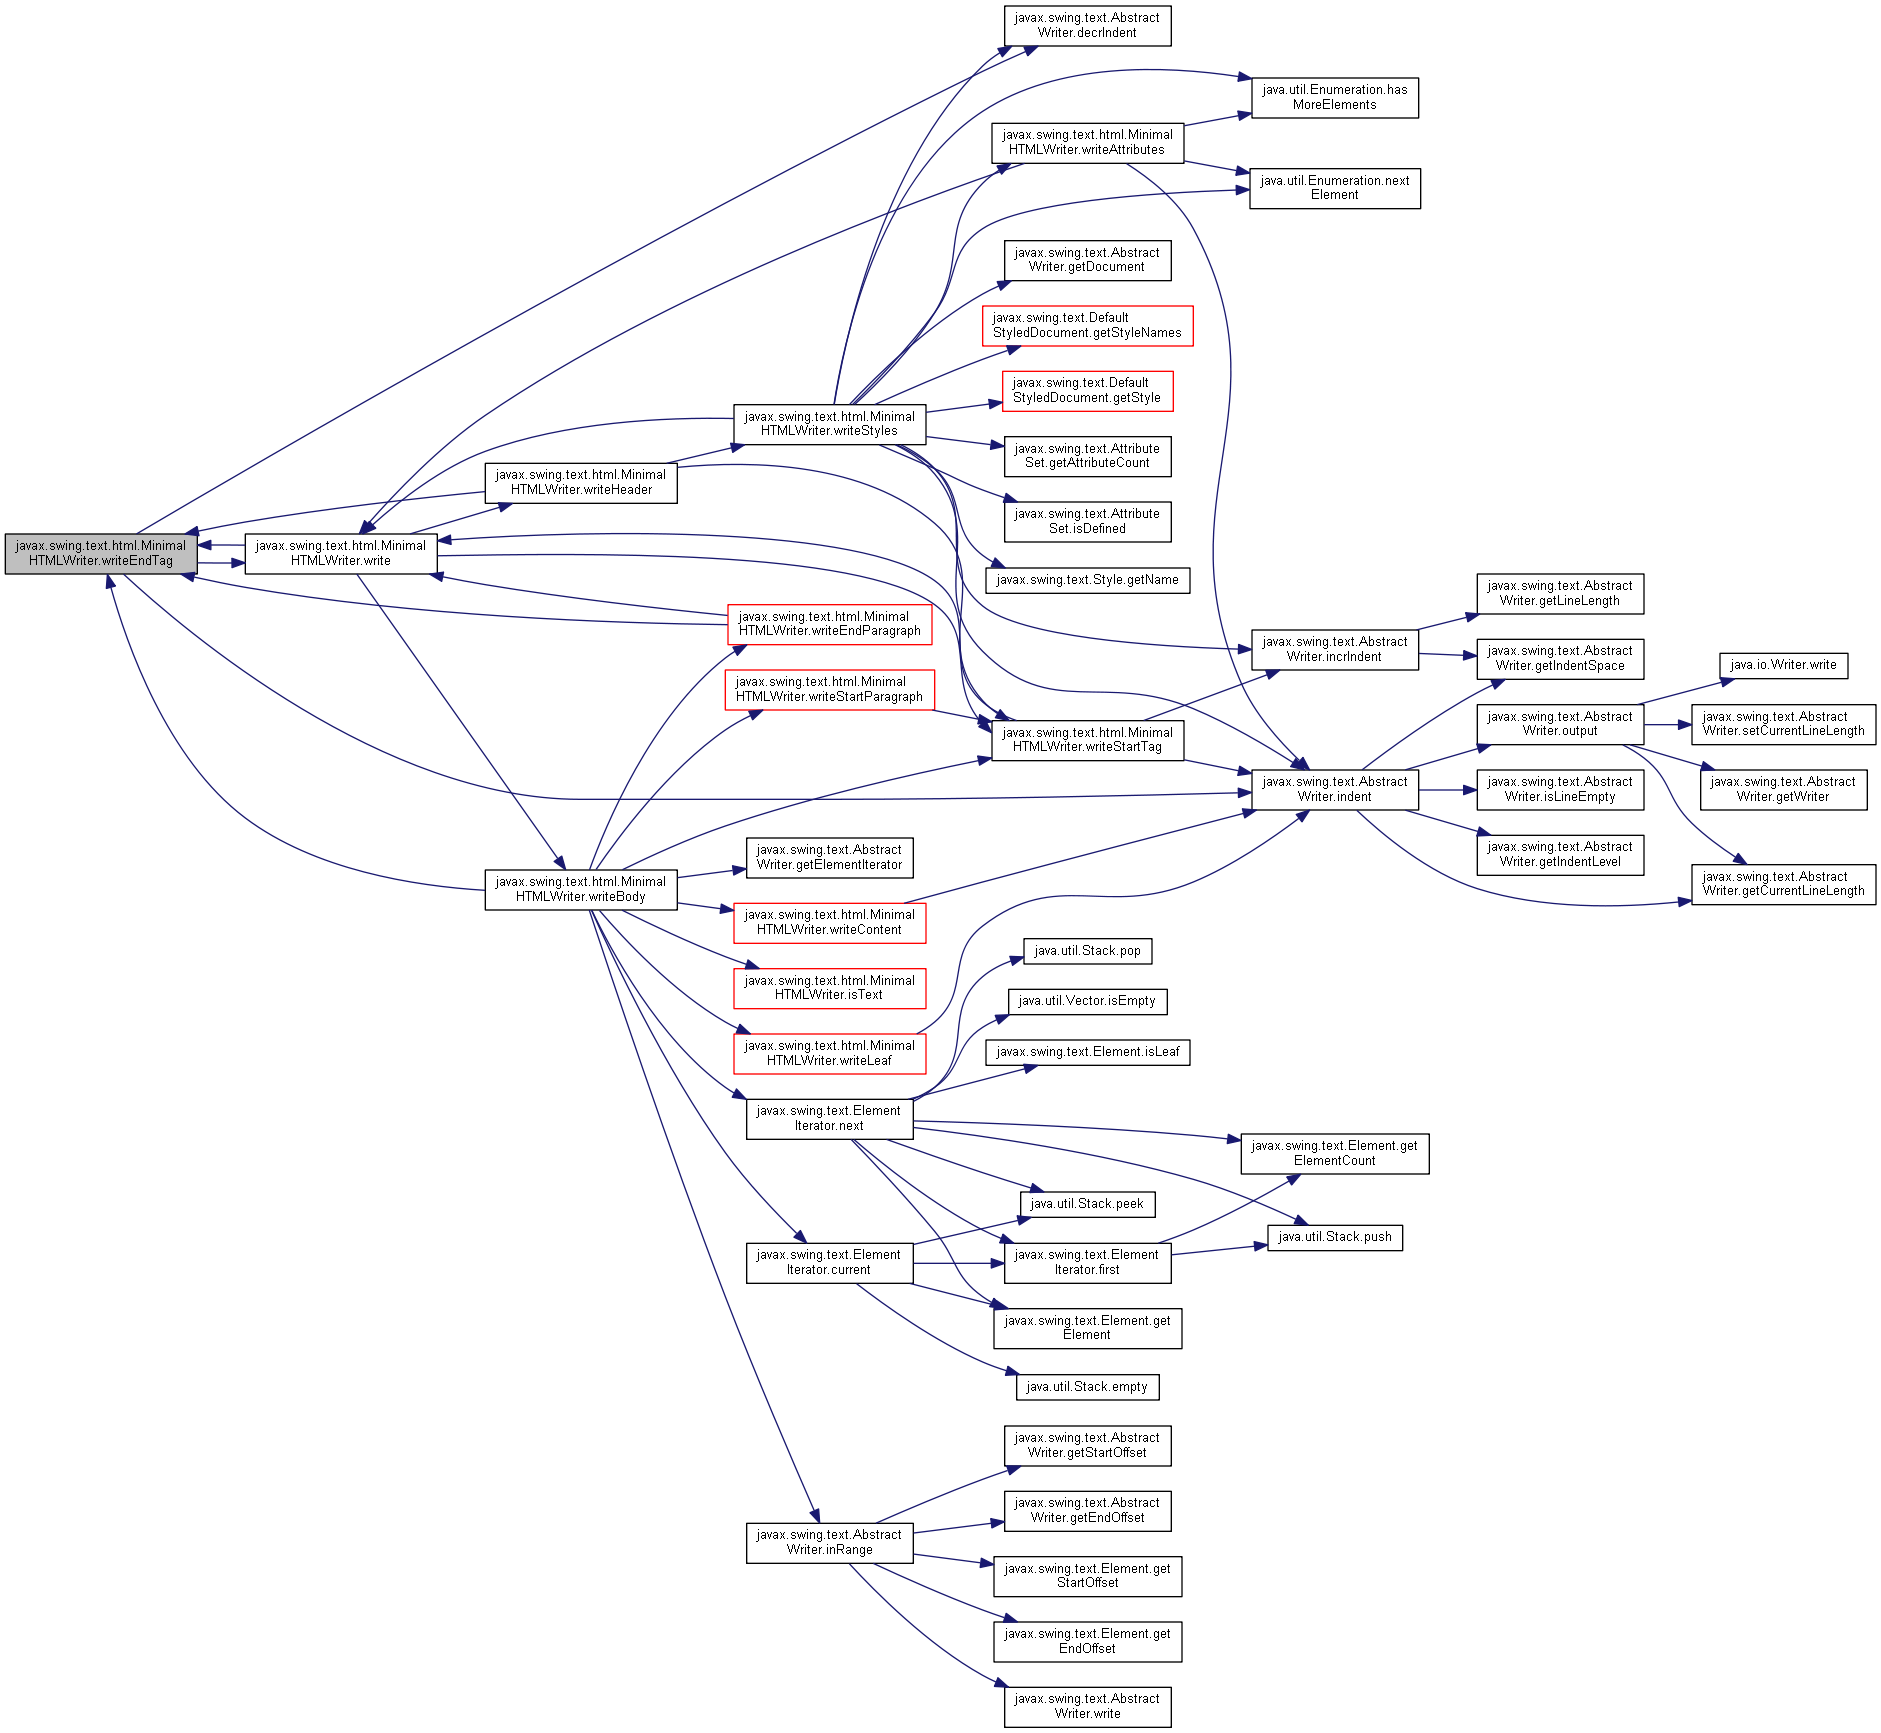 javax.swing.text.Abstract
Writer.decrIndent
java.util.Enumeration.has
MoreElements
javax.swing.text.html.Minimal
HTMLWriter.writeAttributes
java.util.Enumeration.next
Element
javax.swing.text.Abstract
Writer.getDocument
javax.swing.text.Default
StyledDocument.getStyleNames
javax.swing.text.Default
StyledDocument.getStyle
javax.swing.text.html.Minimal
HTMLWriter.writeStyles
javax.swing.text.Attribute
Set.getAttributeCount
javax.swing.text.html.Minimal
HTMLWriter.writeHeader
javax.swing.text.Attribute
Set.isDefined
javax.swing.text.html.Minimal
HTMLWriter.writeEndTag
javax.swing.text.html.Minimal
HTMLWriter.write
javax.swing.text.Style.getName
javax.swing.text.Abstract
Writer.getLineLength
javax.swing.text.html.Minimal
HTMLWriter.writeEndParagraph
javax.swing.text.Abstract
Writer.incrIndent
javax.swing.text.Abstract
Writer.getIndentSpace
java.io.Writer.write
javax.swing.text.html.Minimal
HTMLWriter.writeStartParagraph
javax.swing.text.Abstract
Writer.output
javax.swing.text.Abstract
Writer.setCurrentLineLength
javax.swing.text.html.Minimal
HTMLWriter.writeStartTag
javax.swing.text.Abstract
Writer.indent
javax.swing.text.Abstract
Writer.isLineEmpty
javax.swing.text.Abstract
Writer.getWriter
javax.swing.text.Abstract
Writer.getElementIterator
javax.swing.text.Abstract
Writer.getIndentLevel
javax.swing.text.html.Minimal
HTMLWriter.writeBody
javax.swing.text.Abstract
Writer.getCurrentLineLength
javax.swing.text.html.Minimal
HTMLWriter.writeContent
java.util.Stack.pop
javax.swing.text.html.Minimal
HTMLWriter.isText
java.util.Vector.isEmpty
javax.swing.text.html.Minimal
HTMLWriter.writeLeaf
javax.swing.text.Element.isLeaf
javax.swing.text.Element
Iterator.next
javax.swing.text.Element.get
ElementCount
java.util.Stack.peek
java.util.Stack.push
javax.swing.text.Element
Iterator.current
javax.swing.text.Element
Iterator.first
javax.swing.text.Element.get
Element
java.util.Stack.empty
javax.swing.text.Abstract
Writer.getStartOffset
javax.swing.text.Abstract
Writer.getEndOffset
javax.swing.text.Abstract
Writer.inRange
javax.swing.text.Element.get
StartOffset
javax.swing.text.Element.get
EndOffset
javax.swing.text.Abstract
Writer.write